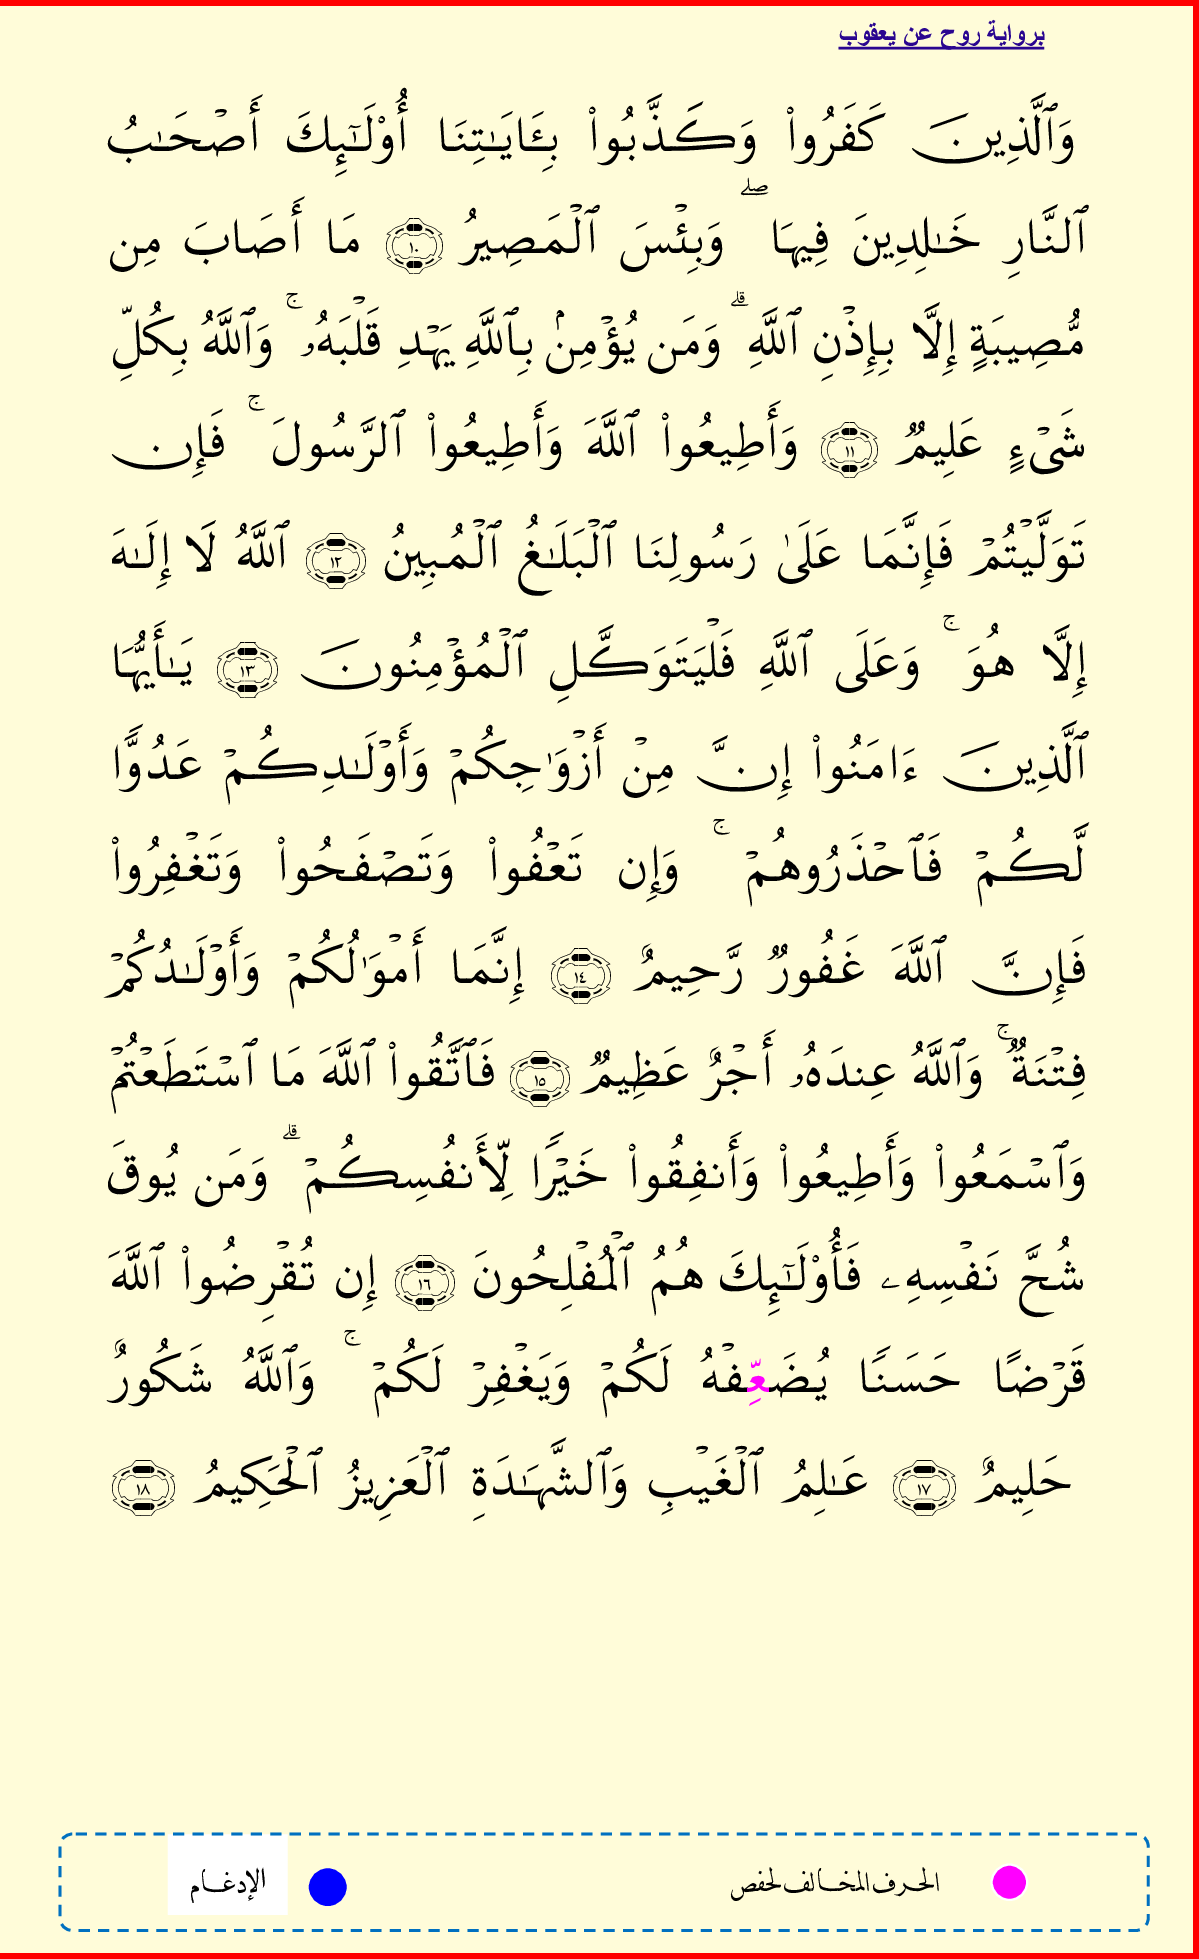 برواية روح عن يعقوب
وَٱلَّذِينَ كَفَرُواْ وَكَذَّبُواْ بِـَٔايَـٰتِنَآ أُوْلَـٰٓئِكَ أَصْحَـٰبُ
ٱلنَّارِ خَـٰلِدِينَ فِيهَا ۖ وَبِئْسَ ٱلْمَصِيرُ ١٠ مَا أَصَابَ مِن
مُّصِيبَةٍ إِلَّا بِإِذْنِ ٱللَّهِ ۗ وَمَن يُؤْمِنۢ بِٱللَّهِ يَهْدِ قَلْبَهُۥ ۚ وَٱللَّهُ بِكُلِّ
شَىْءٍ عَلِيمٌ ١١ وَأَطِيعُواْ ٱللَّهَ وَأَطِيعُواْ ٱلرَّسُولَ ۚ فَإِن
تَوَلَّيْتُمْ فَإِنَّمَا عَلَىٰ رَسُولِنَا ٱلْبَلَـٰغُ ٱلْمُبِينُ ١٢ ٱللَّهُ لَا إِلَـٰهَ
إِلَّا هُوَ ۚ وَعَلَى ٱللَّهِ فَلْيَتَوَكَّلِ ٱلْمُؤْمِنُونَ ١٣ يَـٰأَيُّهَا
ٱلَّذِينَ ءَامَنُواْ إِنَّ مِنْ أَزْوَٰجِكُمْ وَأَوْلَـٰدِكُمْ عَدُوًّا
لَّكُمْ فَٱحْذَرُوهُمْ ۚ وَإِن تَعْفُواْ وَتَصْفَحُواْ وَتَغْفِرُواْ
فَإِنَّ ٱللَّهَ غَفُورٌ رَّحِيمٌ ١٤ إِنَّمَا أَمْوَٰلُكُمْ وَأَوْلَـٰدُكُمْ
فِتْنَةٌ ۚ وَٱللَّهُ عِندَهُۥ أَجْرٌ عَظِيمٌ ١٥ فَٱتَّقُواْ ٱللَّهَ مَا ٱسْتَطَعْتُمْ
وَٱسْمَعُواْ وَأَطِيعُواْ وَأَنفِقُواْ خَيْرًا لِّأَنفُسِكُمْ ۗ وَمَن يُوقَ
شُحَّ نَفْسِهِۦ فَأُوْلَـٰٓئِكَ هُمُ ٱلْمُفْلِحُونَ ١٦ إِن تُقْرِضُواْ ٱللَّهَ
قَرْضًا حَسَنًا يُضَعِّفْهُ لَكُمْ وَيَغْفِرْ لَكُمْ ۚ وَٱللَّهُ شَكُورٌ
حَلِيمٌ ١٧ عَـٰلِمُ ٱلْغَيْبِ وَٱلشَّهَـٰدَةِ ٱلْعَزِيزُ ٱلْحَكِيمُ ١٨
الحرف المخالف لحفص
الإدغام